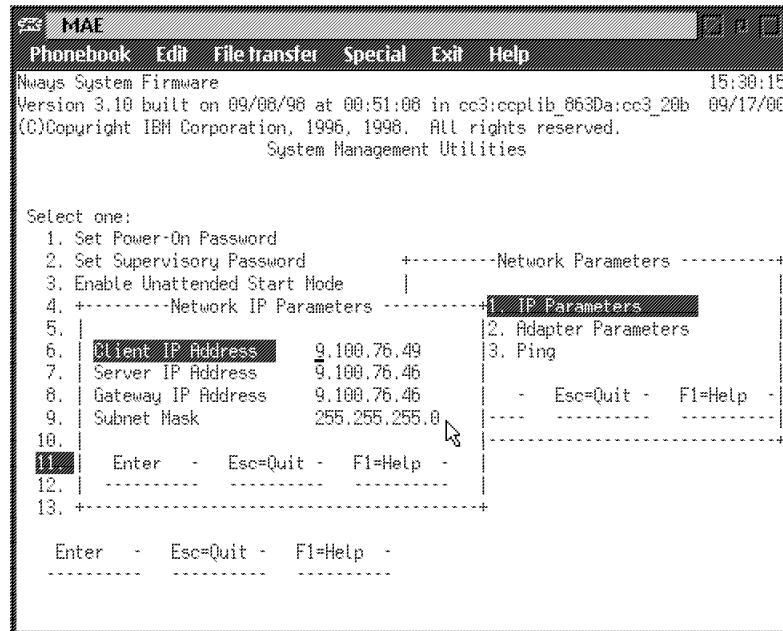 MAE
Phonebook Edit File transfer Special Exit Help
Nways System Firmware 15:30:15
Version 3.10 built on 09/08/98 at 00:51:08 in cc3:ccplib_863Da:cc3_20b 09/17/00
(C)Copyright IBM Corporation, 1996, 1998. All rights reserved.
System Management Utilities
Select one:
1. Set Power-On Password
2. Set Supervisory Password
3. Enable Unattended Start Mode
4.
5.
6.
7.
8.
9.
10.
11.
12.
13.
Network Parameters
1. IP Parameters
2. Adapter Parameters
3. Ping
- Esc=Quit - F1=Help -
Network IP Parameters
Client IP Address 9.100.76.49
Server IP Address 9.100.76.46
Gateway IP Address 9.100.76.46
Subnet Mask 255.255.255.0
Enter - Esc=Quit - F1=Help -
Enter - Esc=Quit - F1=Help -